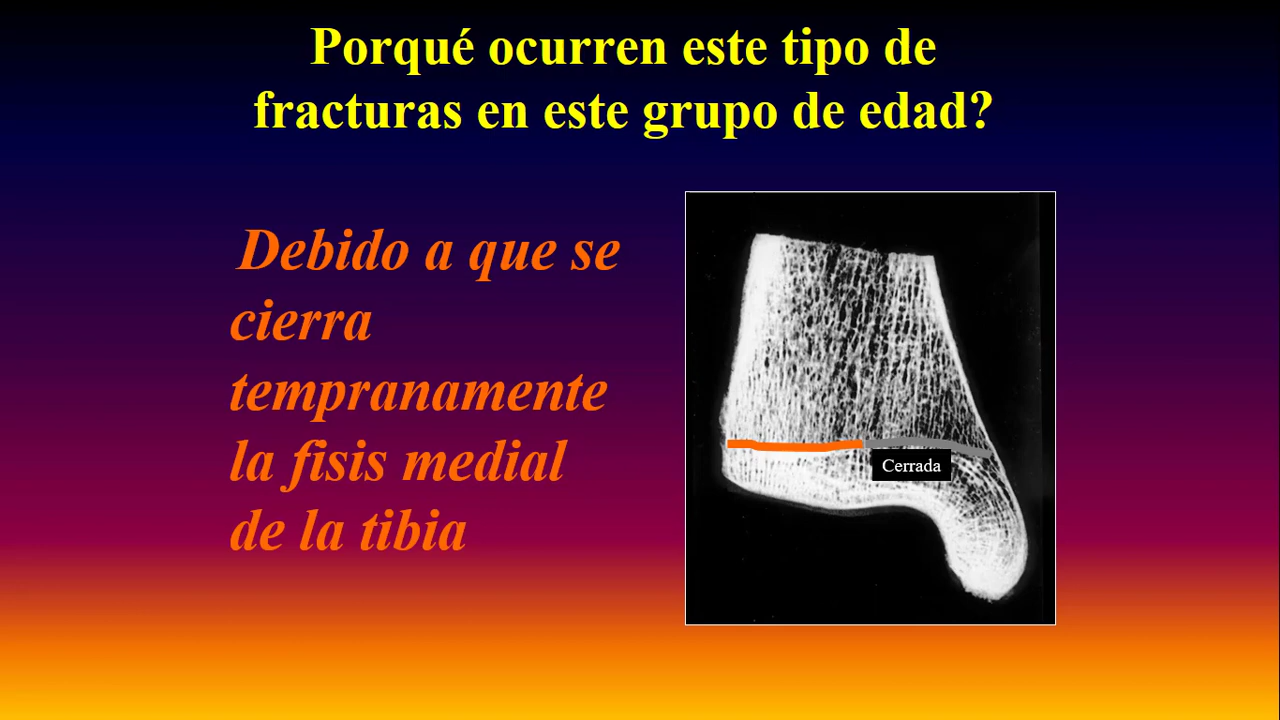 Porqué ocurren este tipo de
fracturas en este grupo de edad?
Debido a que se
cierra
tempranamente
la fisis medial
de la tibia
Cerrada